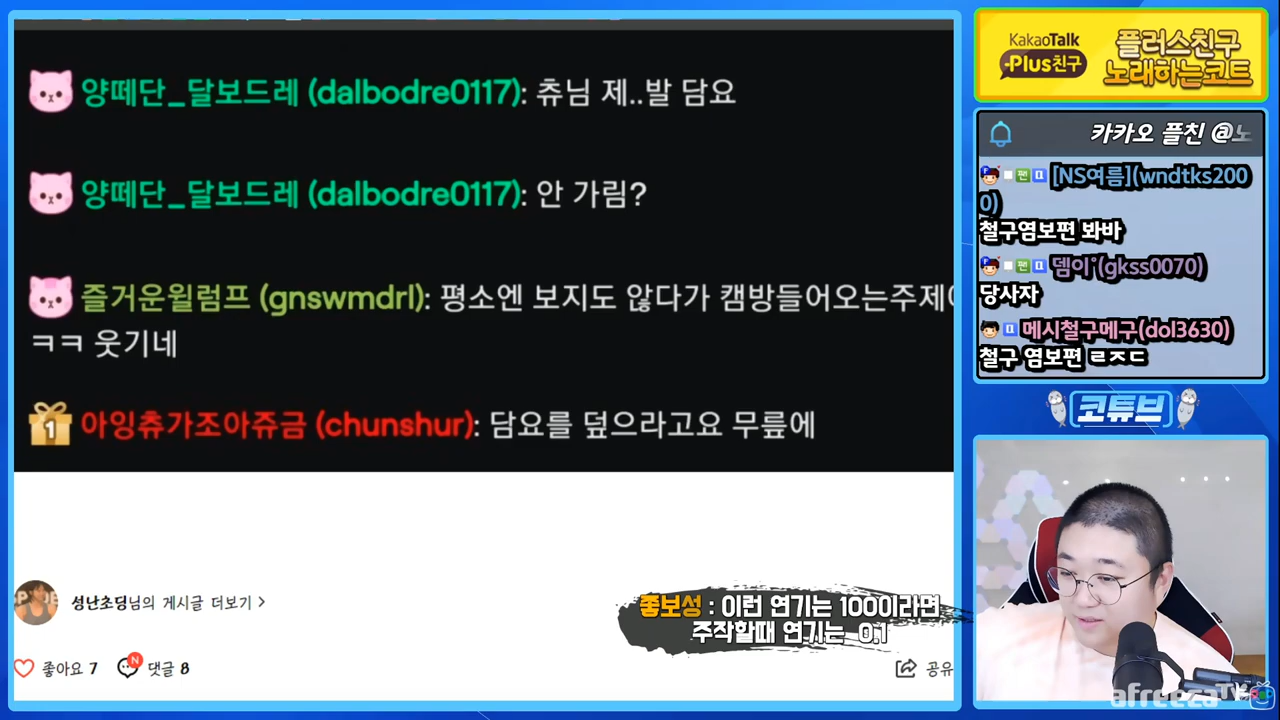 양떼단_달보드레 (dalbodre0117): 츄님 제..발 담요
양떼단_달보드레 (dalbodre0117): 안 가림?
즐거운윌럼프 (gnswmdrl): 평소엔 보지도 않다가 캠방들어오는주제에
ㅋㅋ 웃기네
아잉츄가조아쥬금 (chunshur): 담요를 덮으라고요 무릎에
성난초딩님의 게시글 더보기 >
좋아요 7
N
댓글 8
공유
좋보성 : 이런 연기는 100이라면
주작할때 연기는 0.1
KakaoTalk
Plus친구
플러스친구
노래하는코트
카카오 플친 @노
[NS여름](wndtks200
0)
철구염보편 봐바
뎀이°(gkss0070)
당사자
메시철구메구(dol3630)
철구 염보편 ㄹㅈㄷ
코튜브
afreecaTV